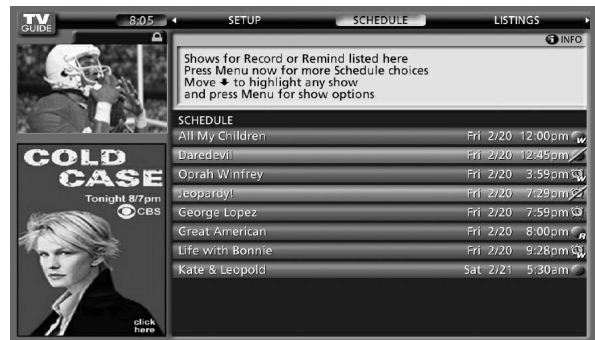 TV
GUIDE
8:05
SETUP
SCHEDULE
LISTINGS
INFO
Shows for Record or Remind listed here
Press Menu now for more Schedule choices
Move to highlight any show
and press Menu for show options
SCHEDULE
All My Children Fri 2/20 12:00pm W
Daredevil Fri 2/20 12:45pm
Oprah Winfrey Fri 2/20 3:59pm W
Jeopardy! Fri 2/20 7:29pm
George Lopez Fri 2/20 7:59pm
Great American Fri 2/20 8:00pm R
Life with Bonnie Fri 2/20 9:28pm W
Kate & Leopold Sat 2/21 5:30am
COLD
CASE
Tonight 8/7pm
CBS
click
here